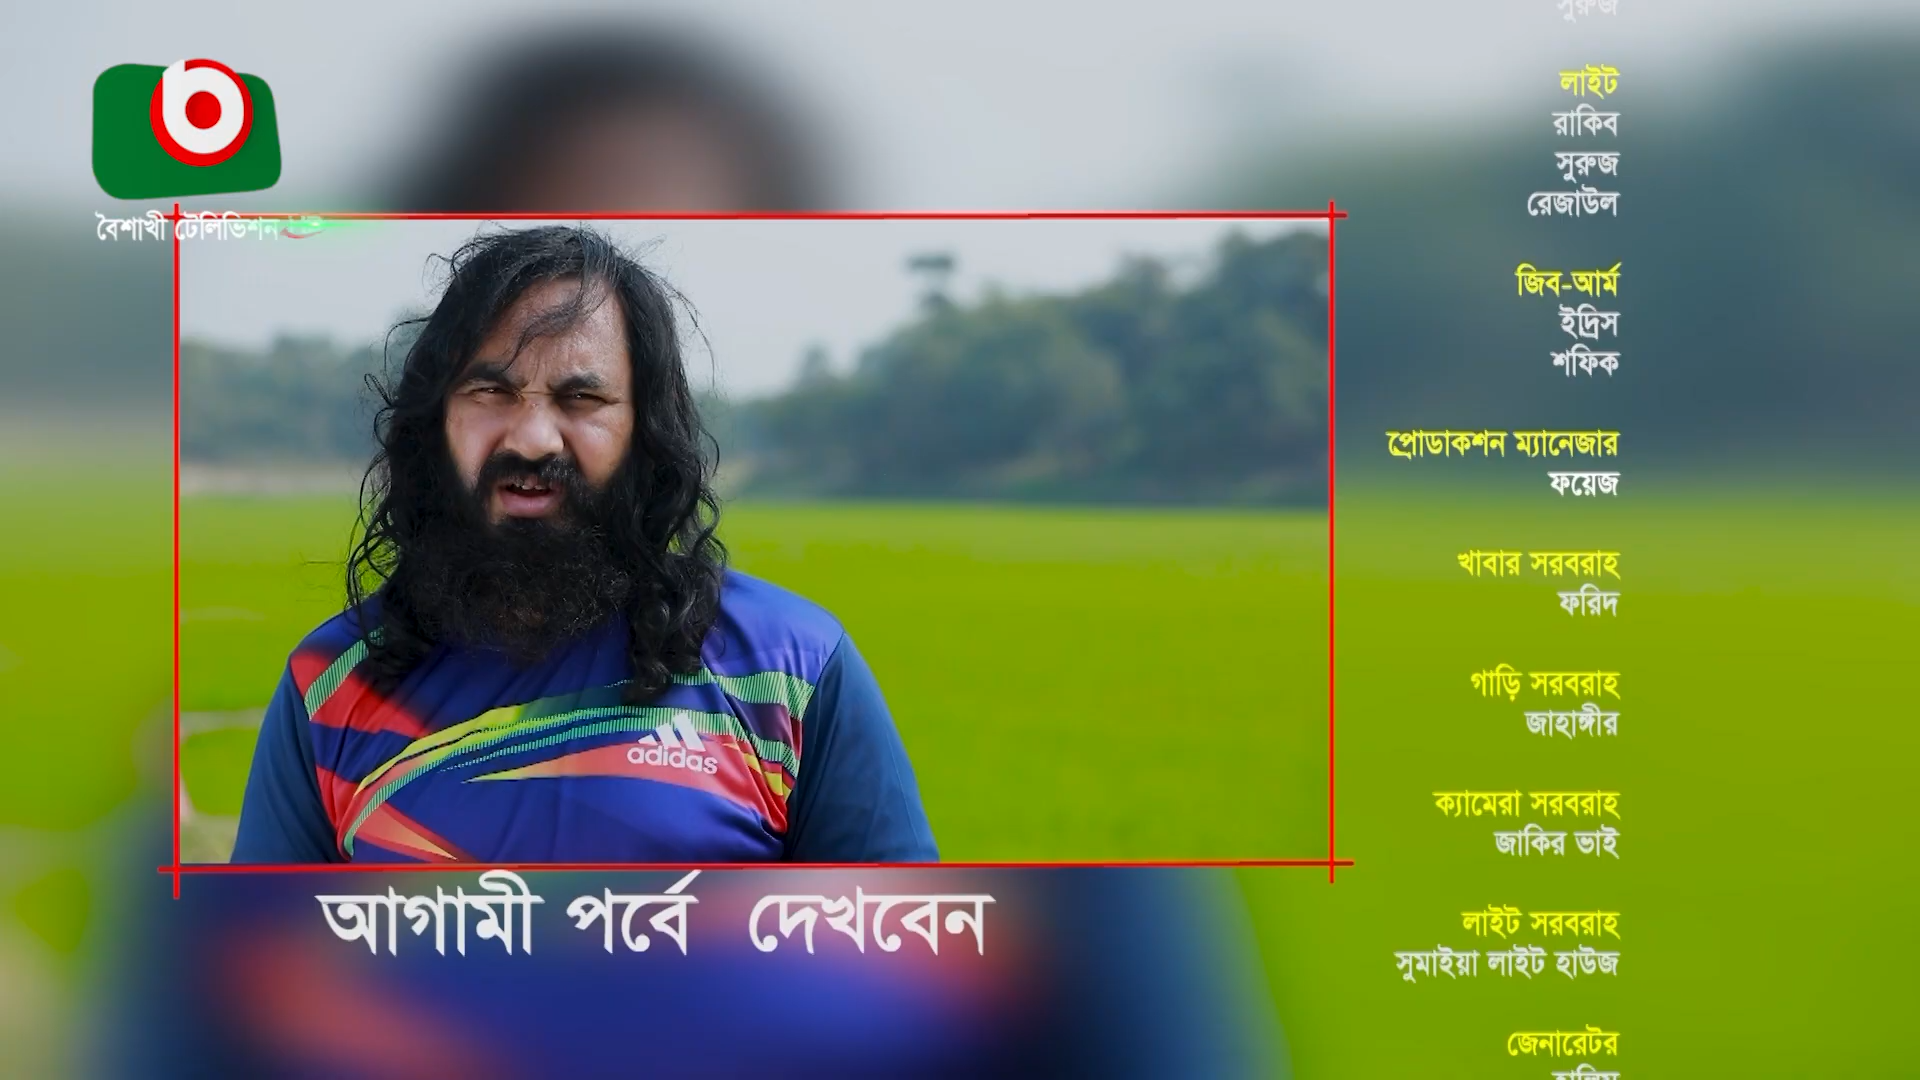 বৈশাখী টেলিভিশন
adidas
আগামী পর্বে দেখবেন
সুরুজ
লাইট
রাকিব
সুরুজ
রেজাউল
জিব-আর্ম
ইদ্রিস
শফিক
প্রোডাকশন ম্যানেজার
ফয়েজ
খাবার সরবরাহ
ফরিদ
গাড়ি সরবরাহ
জাহাঙ্গীর
ক্যামেরা সরবরাহ
জাকির ভাই
লাইট সরবরাহ
সুমাইয়া লাইট হাউজ
জেনারেটর